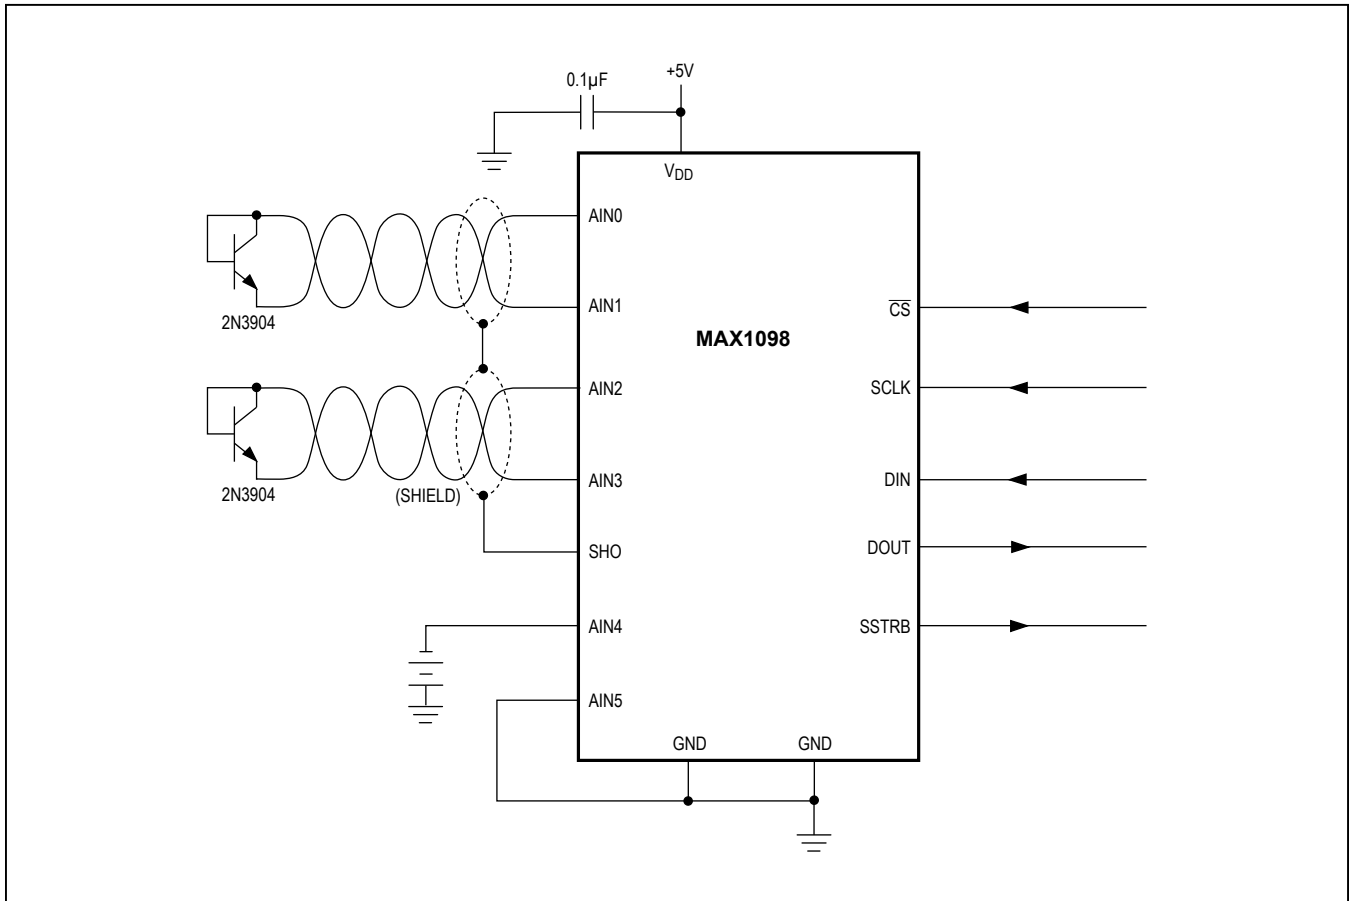 +5V
0.1µF
VDD
AIN0
AIN1
2N3904
AIN2
AIN3
2N3904
(SHIELD)
SHO
AIN4
AIN5
MAX1098
C̅S̅
SCLK
DIN
DOUT
SSTRB
GND
GND